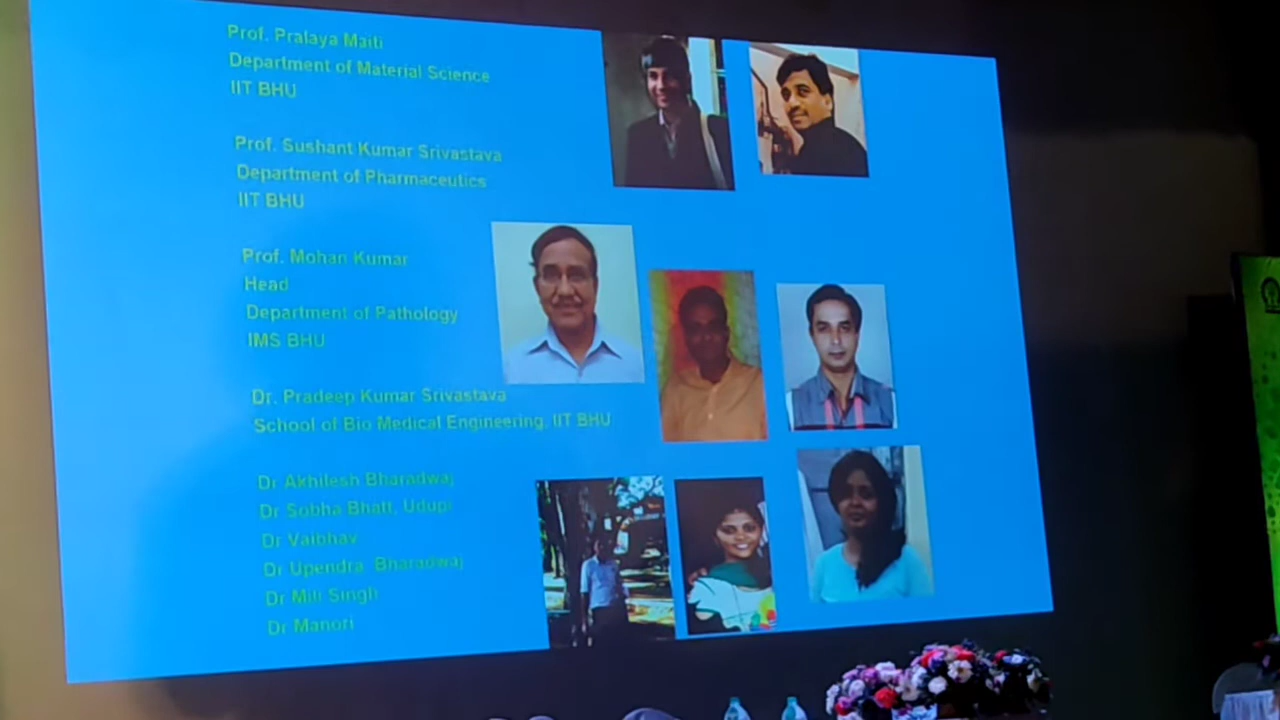 Prof. Pralaya Maiti
Department of Material Science
IIT BHU
Prof. Sushant Kumar Srivastava
Department of Pharmaceutics
IIT BHU
Prof. Mohan Kumar
Head
Department of Pathology
IMS BHU
Dr. Pradeep Kumar Srivastava
School of Bio Medical Engineering, IIT BHU
Dr Akhilesh Bharadwaj
Dr Sobha Bhatt, Udupi
Dr Vaibhav
Dr Upendra Bharadwaj
Dr Mili Singh
Dr Manori